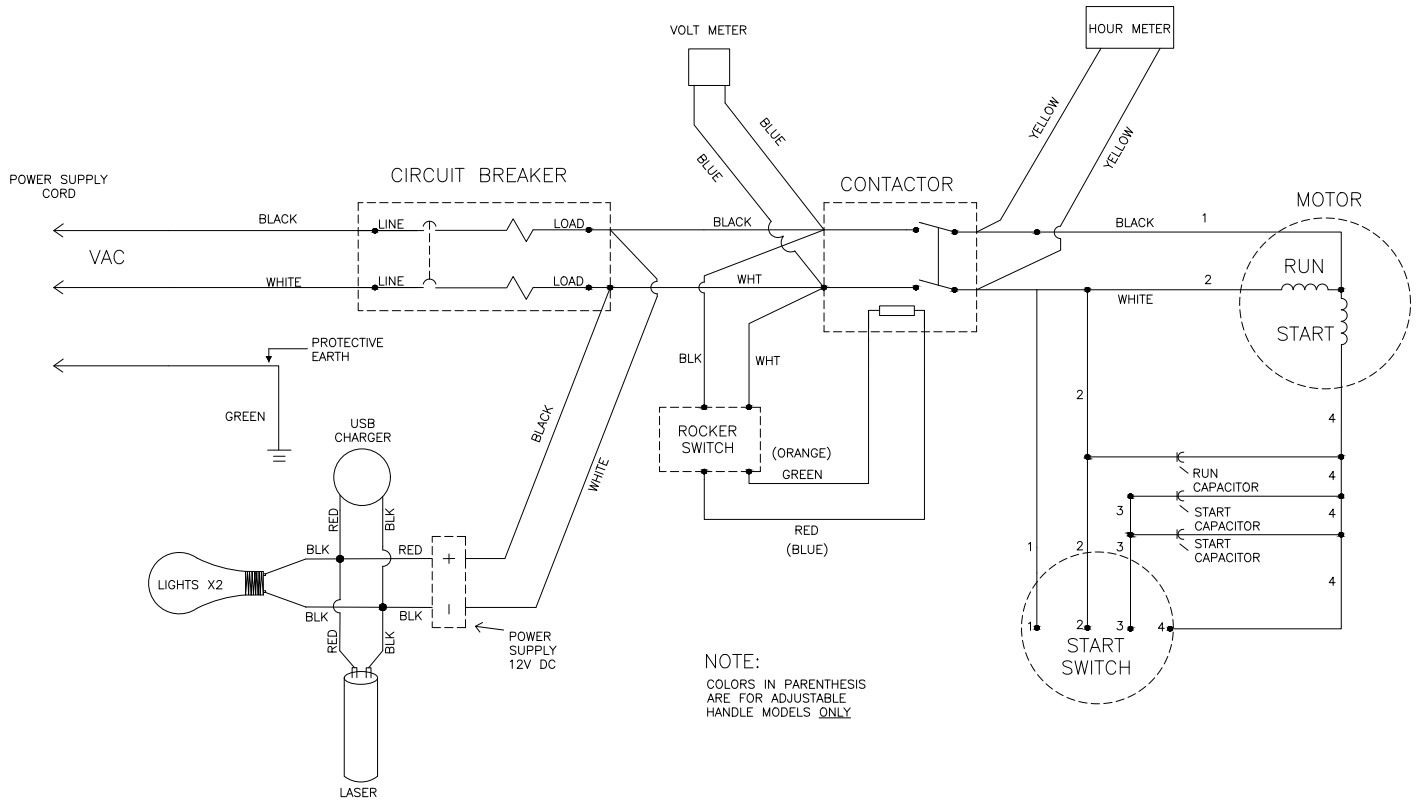 VOLT METER
HOUR METER
YELLOW
YELLOW
BLUE
BLUE
POWER SUPPLY
CORD
CIRCUIT BREAKER
CONTACTOR
MOTOR
BLACK
LINE
LOAD
BLACK
BLACK
1
VAC
RUN
WHITE
LINE
LOAD
WHT
WHITE
2
START
PROTECTIVE
EARTH
BLK
WHT
GREEN
USB
CHARGER
BLACK
WHITE
ROCKER
SWITCH
(ORANGE)
GREEN
2
4
RUN
CAPACITOR
4
RED
BLK
3
START
CAPACITOR
4
RED
(BLUE)
BLK
RED
+
1
2
3
START
CAPACITOR
LIGHTS X2
4
BLK
BLK
–
RED
BLK
POWER
SUPPLY
12V DC
1
2
3
4
START
SWITCH
NOTE:
COLORS IN PARENTHESIS
ARE FOR ADJUSTABLE
HANDLE MODELS ONLY
LASER